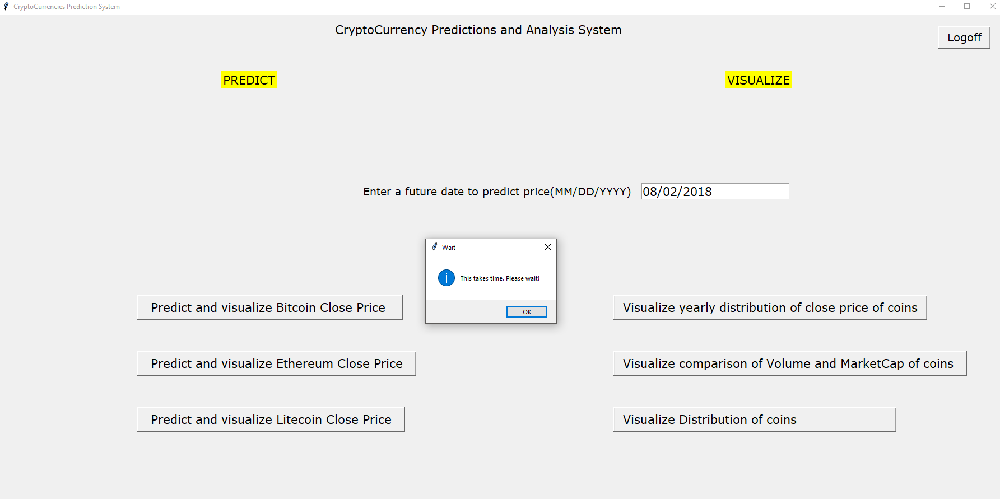 CryptoCurrencies Prediction System
CryptoCurrency Predictions and Analysis System
Logoff
PREDICT
VISUALIZE
Enter a future date to predict price(MM/DD/YYYY)
08/02/2018
Wait
This takes time. Please wait!
OK
Predict and visualize Bitcoin Close Price
Visualize yearly distribution of close price of coins
Predict and visualize Ethereum Close Price
Visualize comparison of Volume and MarketCap of coins
Predict and visualize Litecoin Close Price
Visualize Distribution of coins